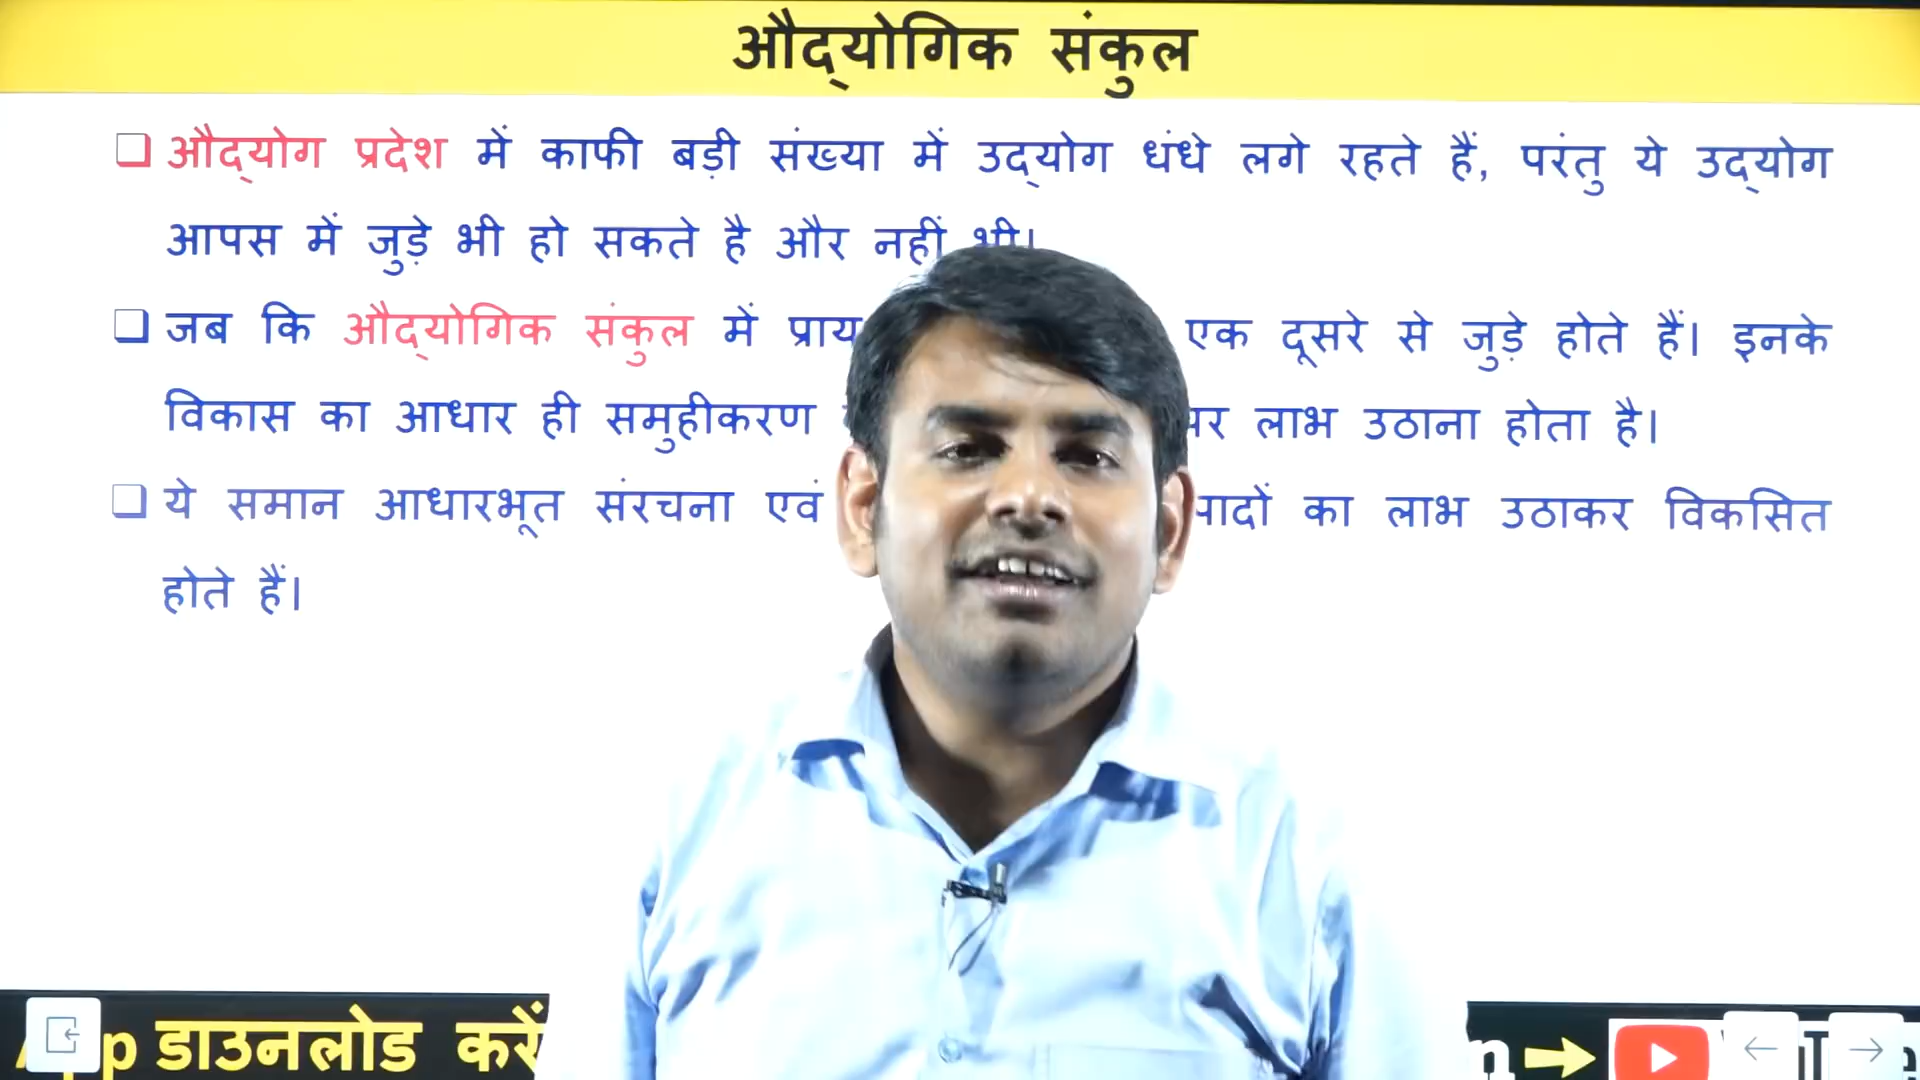 औद्योगिक संकुल
औद्योग प्रदेश में काफी बड़ी संख्या में उद्योग धंधे लगे रहते हैं, परंतु ये उद्योग
आपस में जुड़े भी हो सकते है और नहीं भी।
जब कि औद्योगिक संकुल में एक दूसरे से जुड़े होते हैं। इनके
विकास का आधार ही समुहीकरण लाभ उठाना होता है।
ये समान आधारभूत संरचना एवं का लाभ उठाकर विकसित
होते हैं।
डाउनलोड करें